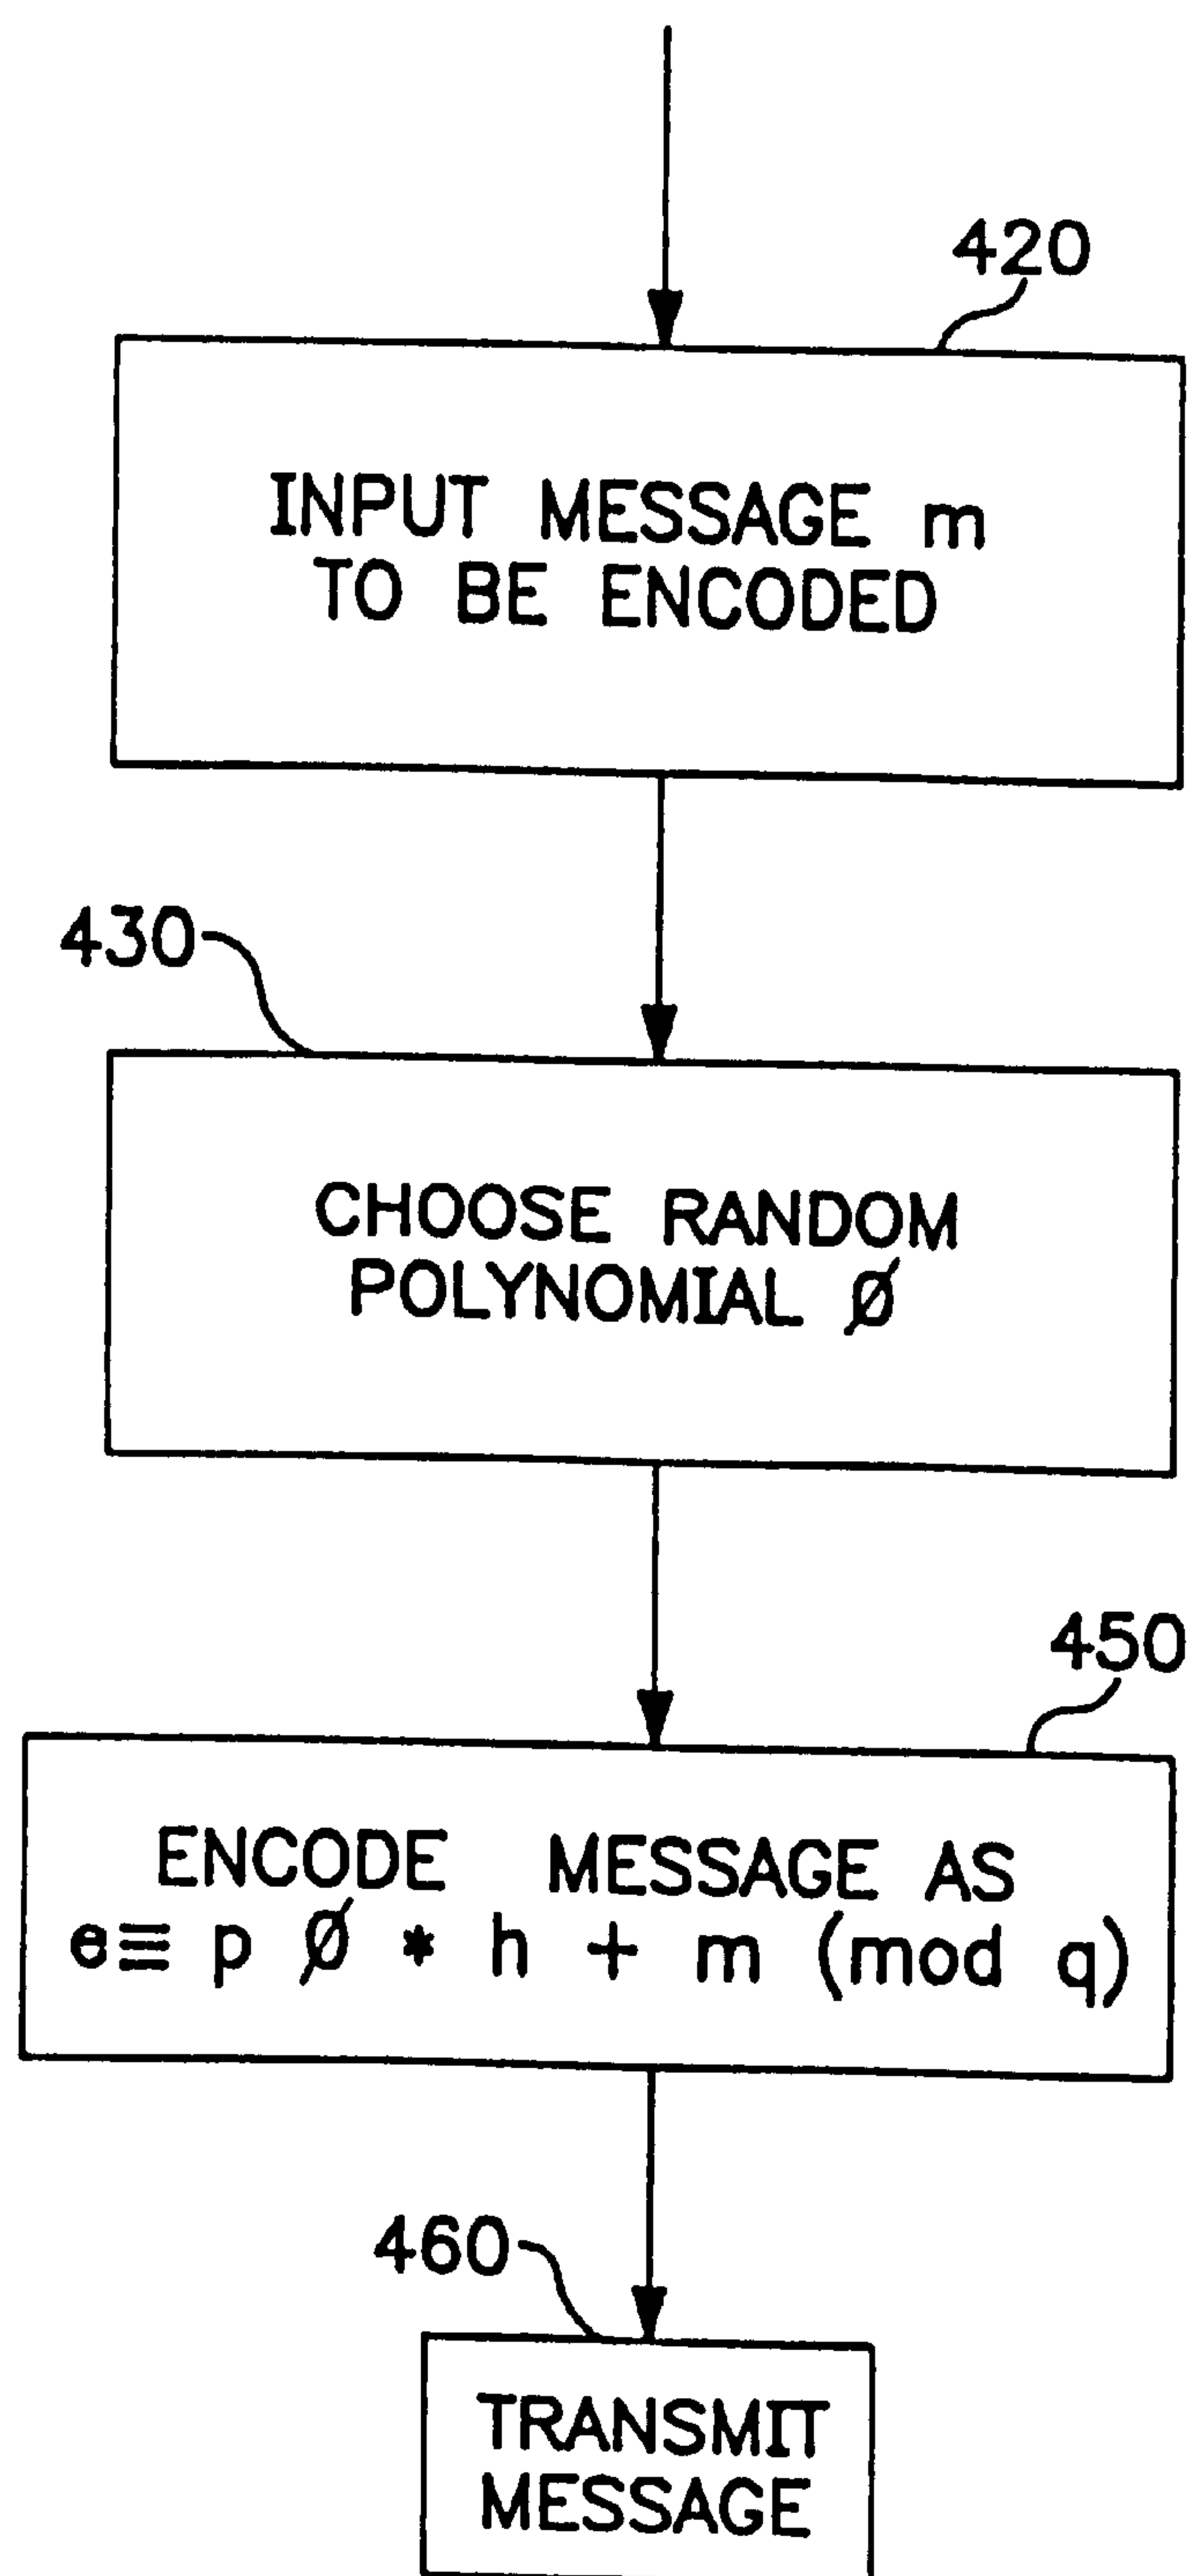 420
INPUT MESSAGE m
TO BE ENCODED
430
CHOOSE RANDOM
POLYNOMIAL Ø
450
ENCODE MESSAGE AS
e≡ p Ø * h + m (mod q)
460
TRANSMIT
MESSAGE